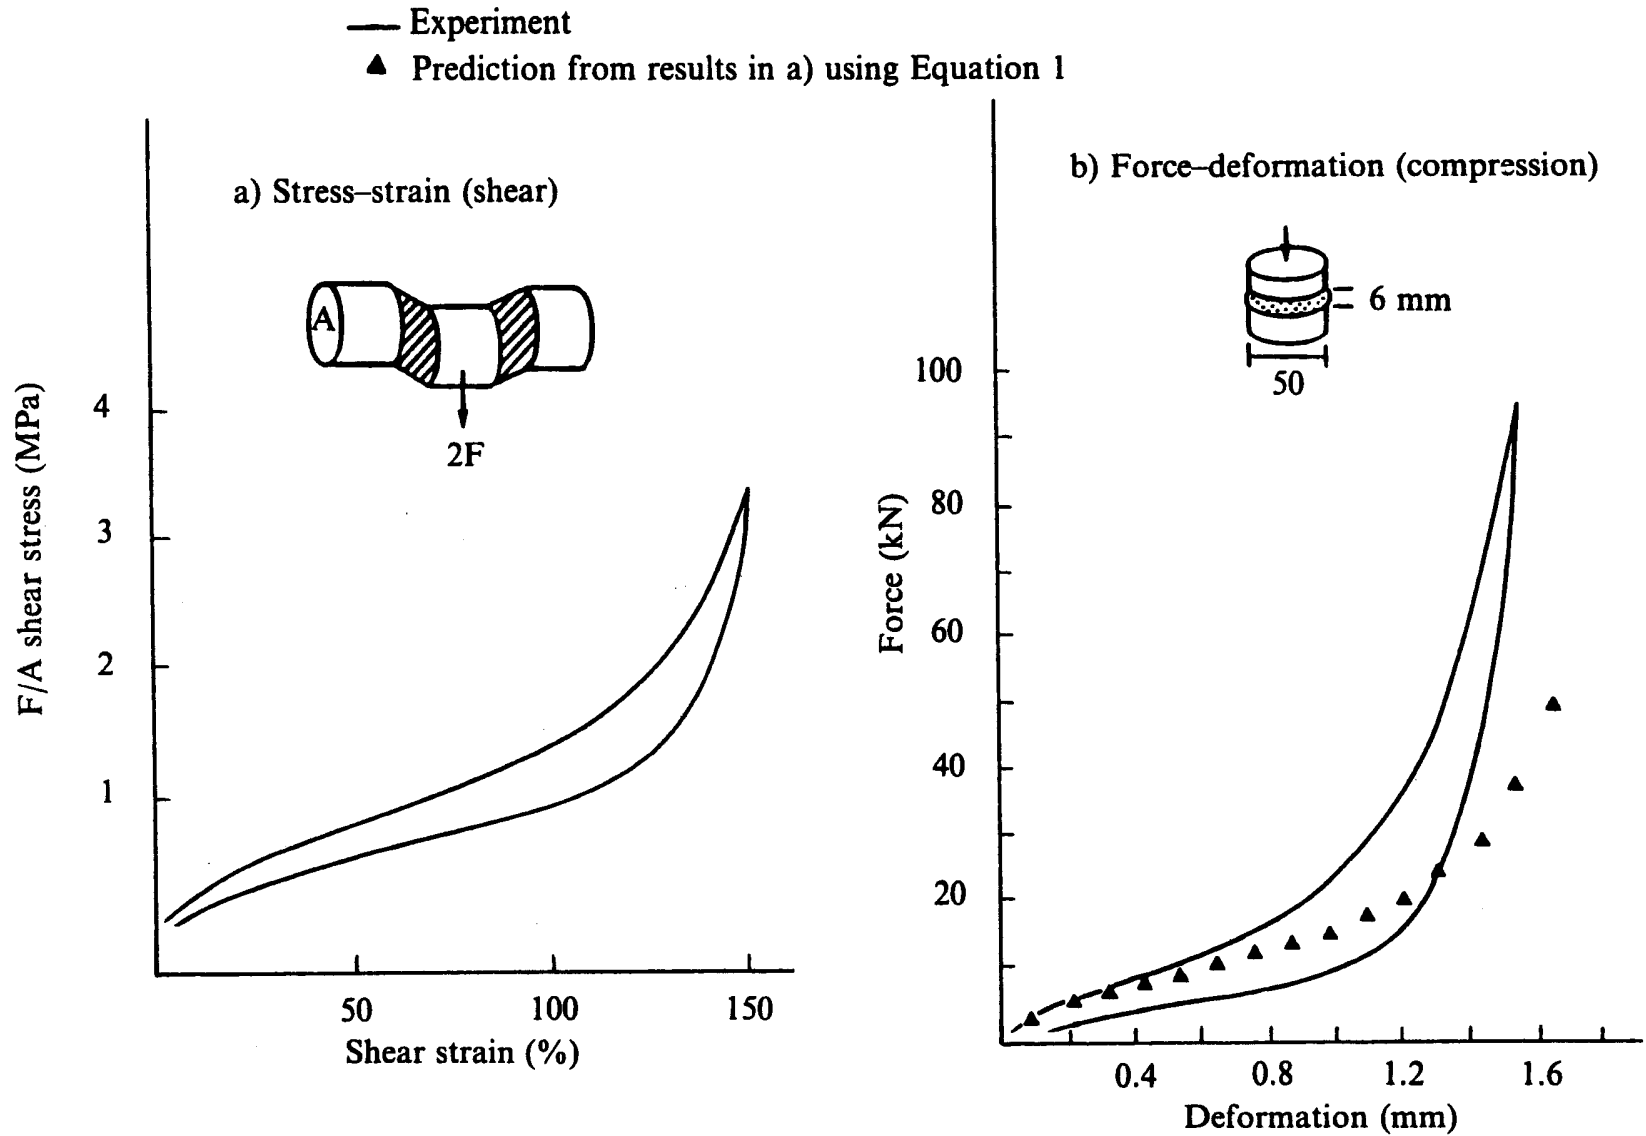 Experiment
Prediction from results in a) using Equation 1
a) Stress–strain (shear)
A
2F
F/A shear stress (MPa)
4
3
2
1
50
100
150
Shear strain (%)
b) Force–deformation (compression)
6 mm
50
Force (kN)
100
80
60
40
20
0.4
0.8
1.2
1.6
Deformation (mm)